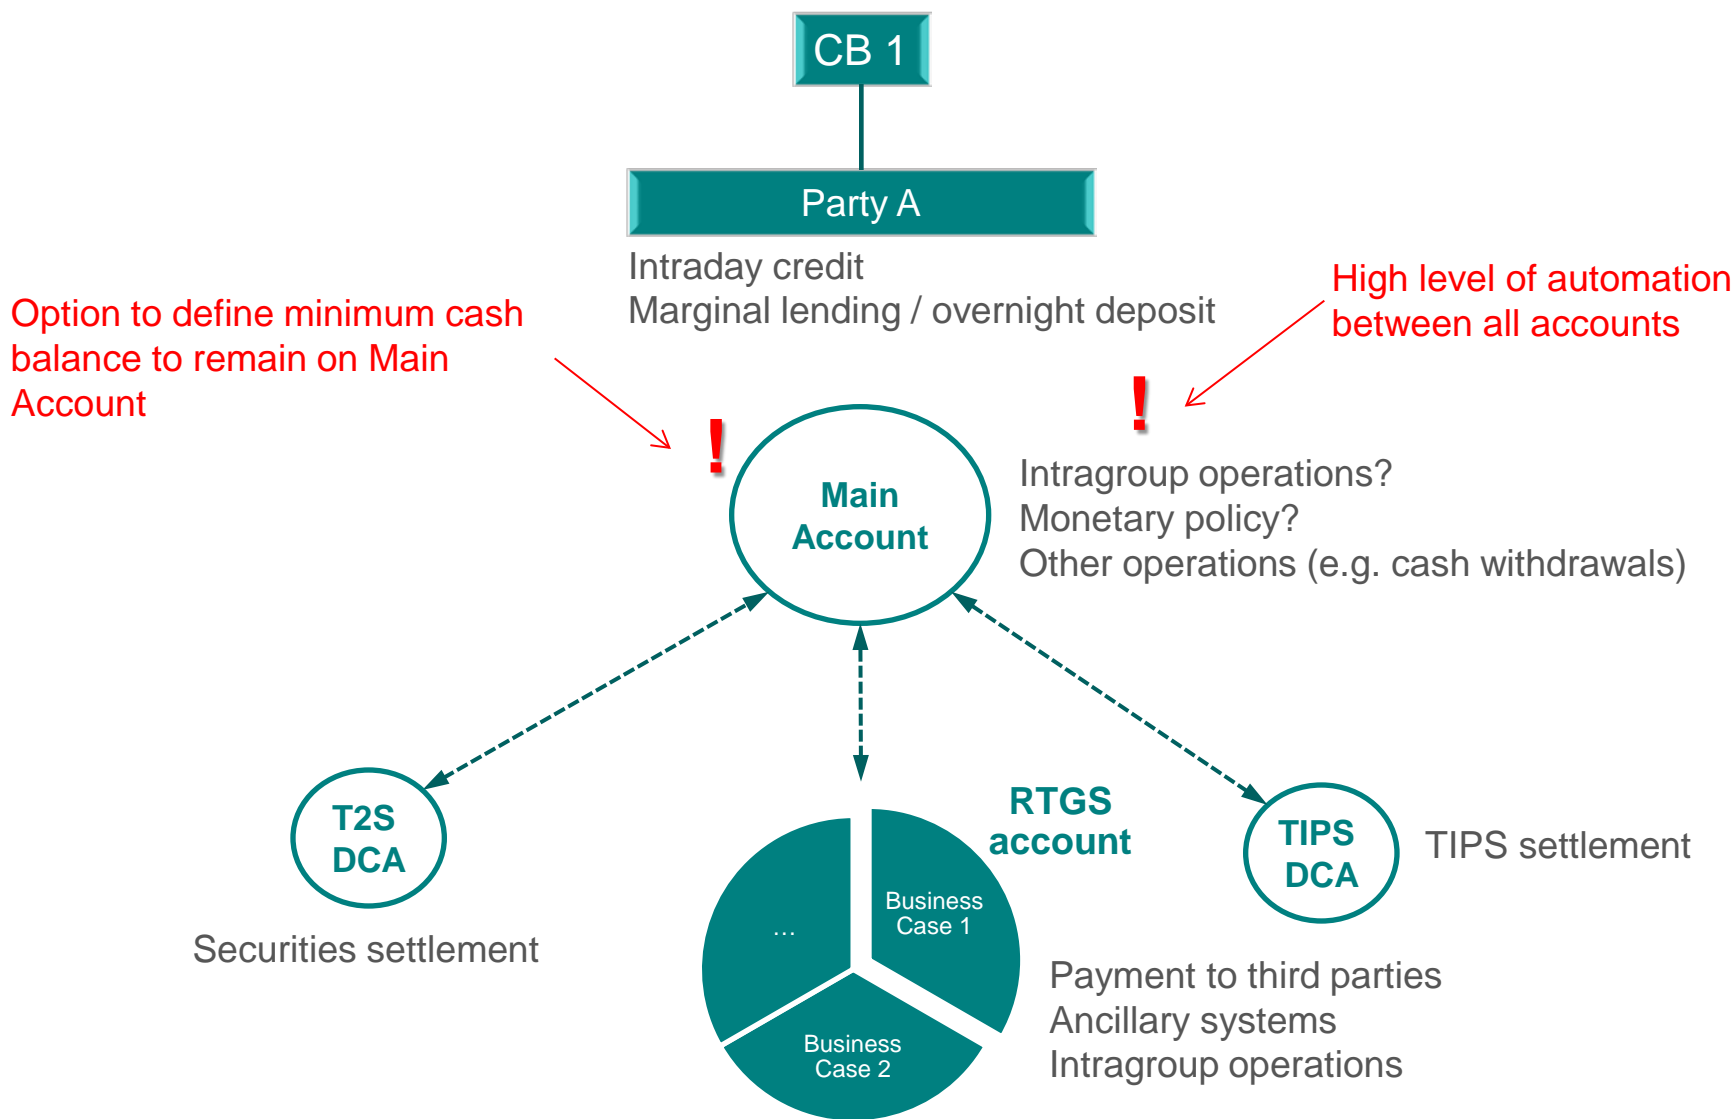 CB 1
Party A
Intraday credit
Marginal lending / overnight deposit
High level of automation
between all accounts
Option to define minimum cash
balance to remain on Main
Account
!
!
Main
Account
Intragroup operations?
Monetary policy?
Other operations (e.g. cash withdrawals)
T2S
DCA
Securities settlement
RTGS
account
Business
Case 1
...
Business
Case 2
Payment to third parties
Ancillary systems
Intragroup operations
TIPS
DCA
TIPS settlement